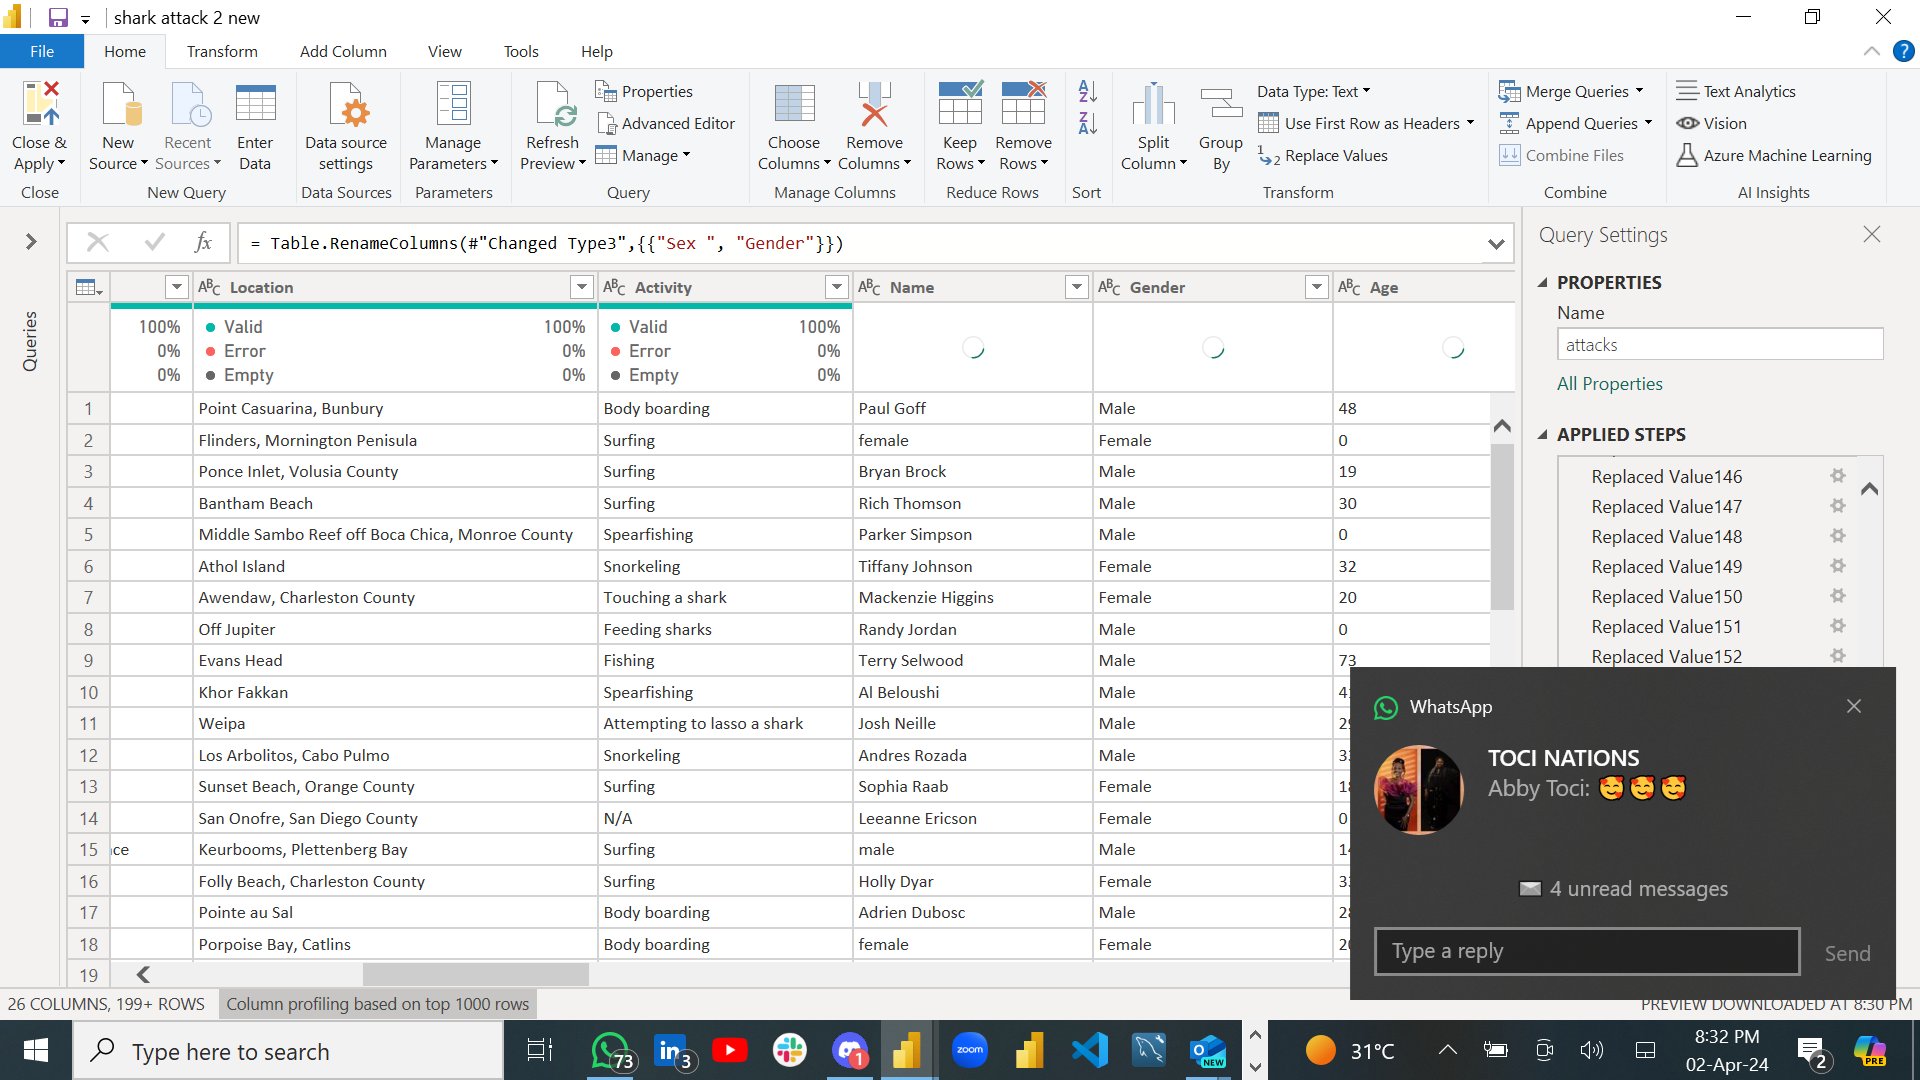 shark attack 2 new
File Home Transform Add Column View Tools Help
Close & Apply
Close
New Source
Recent Sources
Enter Data
New Query
Data source settings
Data Sources
Manage Parameters
Parameters
Refresh Preview
Properties
Advanced Editor
Manage
Query
Choose Columns
Remove Columns
Manage Columns
Keep Rows
Remove Rows
Reduce Rows
Sort
Split Column
Group By
Data Type: Text
Use First Row as Headers
Replace Values
Transform
Merge Queries
Append Queries
Combine Files
Combine
Text Analytics
Vision
Azure Machine Learning
AI Insights
Queries
fx = Table.RenameColumns(#"Changed Type3",{{"Sex ", "Gender"}})
ABC Location ABC Activity ABC Name ABC Gender ABC Age
100% Valid 100% Valid 100%
0% Error 0% Error 0%
0% Empty 0% Empty 0%
1 Point Casuarina, Bunbury Body boarding Paul Goff Male 48
2 Flinders, Mornington Penisula Surfing female Female 0
3 Ponce Inlet, Volusia County Surfing Bryan Brock Male 19
4 Bantham Beach Surfing Rich Thomson Male 30
5 Middle Sambo Reef off Boca Chica, Monroe County Spearfishing Parker Simpson Male 0
6 Athol Island Snorkeling Tiffany Johnson Female 32
7 Awendaw, Charleston County Touching a shark Mackenzie Higgins Female 20
8 Off Jupiter Feeding sharks Randy Jordan Male 0
9 Evans Head Fishing Terry Selwood Male 73
10 Khor Fakkan Spearfishing Al Beloushi Male
11 Weipa Attempting to lasso a shark Josh Neille Male
12 Los Arbolitos, Cabo Pulmo Snorkeling Andres Rozada Male
13 Sunset Beach, Orange County Surfing Sophia Raab Female
14 San Onofre, San Diego County N/A Leeanne Ericson Female 0
15 ce Keurbooms, Plettenberg Bay Surfing male Male
16 Folly Beach, Charleston County Surfing Holly Dyar Female
17 Pointe au Sal Body boarding Adrien Dubosc Male
18 Porpoise Bay, Catlins Body boarding female Female
19
Query Settings
PROPERTIES
Name
attacks
All Properties
APPLIED STEPS
Replaced Value146
Replaced Value147
Replaced Value148
Replaced Value149
Replaced Value150
Replaced Value151
Replaced Value152
WhatsApp
TOCI NATIONS
Abby Toci: 🥰🥰🥰
4 unread messages
Type a reply
Send
26 COLUMNS, 199+ ROWS Column profiling based on top 1000 rows
PREVIEW DOWNLOADED AT 8:30 PM
Type here to search
73
3
1
zoom
NEW
31°C
8:32 PM
02-Apr-24
2
PRE